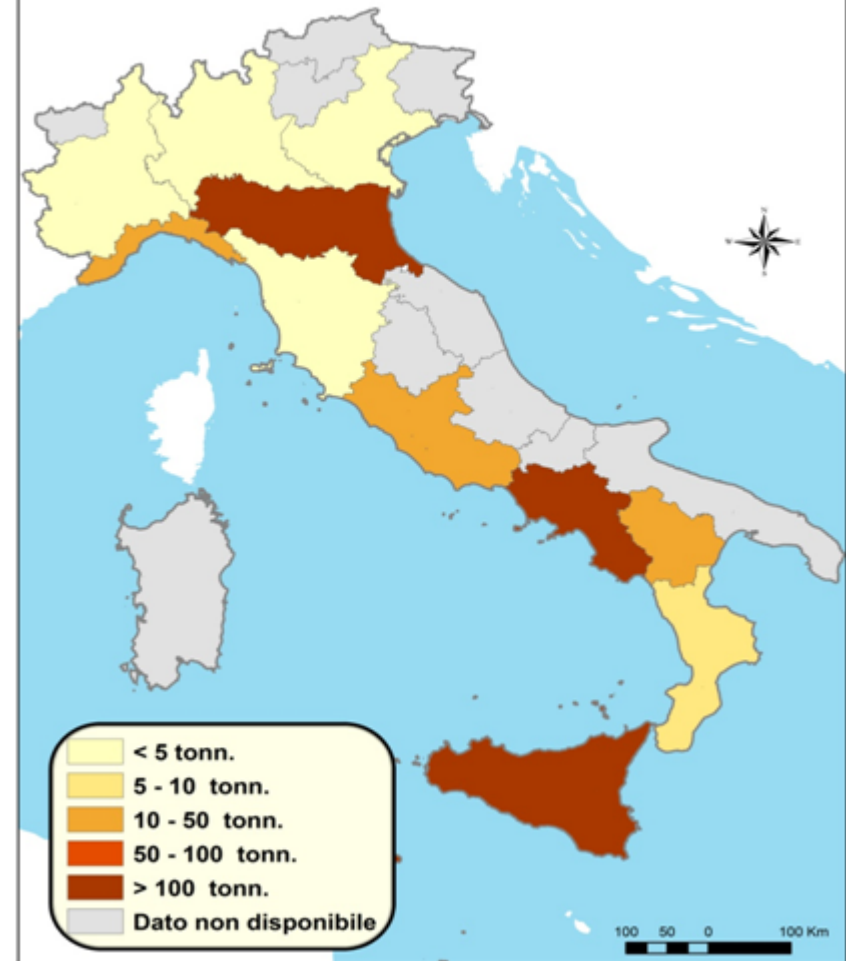 N
W
E
S
< 5 tonn.
5 - 10 tonn.
10 - 50 tonn.
50 - 100 tonn.
> 100 tonn.
Dato non disponibile
100 50 0 100 Km